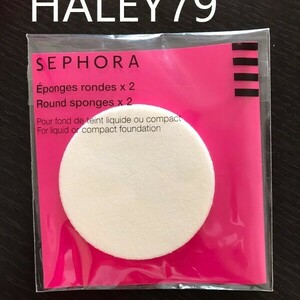 HALEY79
SEPHORA
Éponges rondes x 2
Round sponges x 2
Pour fond de teint liquide ou compact
For liquid or compact foundation